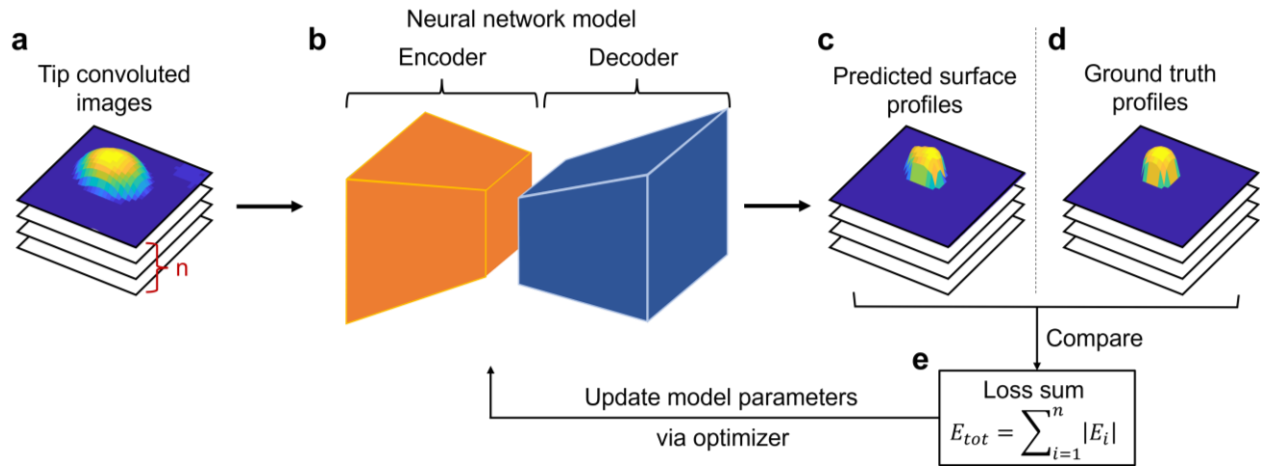 a
Tip convoluted
images
n
b
Neural network model
Encoder
Decoder
c
Predicted surface
profiles
d
Ground truth
profiles
Compare
e
Loss sum
E_{tot} = \sum_{i=1}^{n} |E_i|
Update model parameters
via optimizer